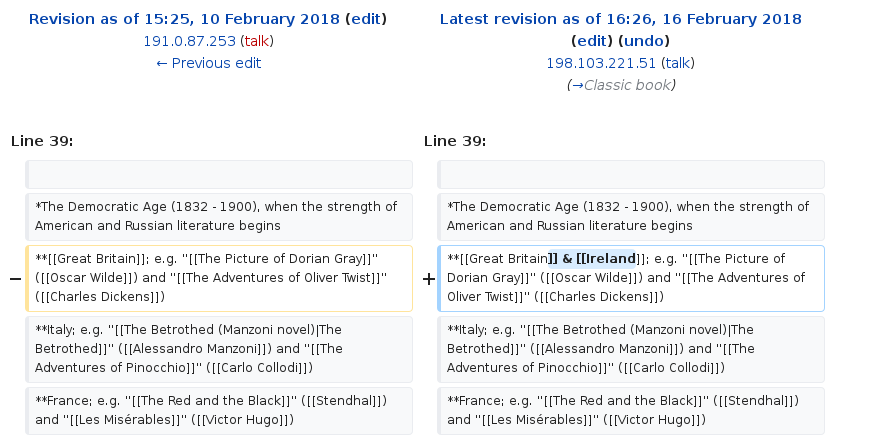 Revision as of 15:25, 10 February 2018 (edit)
191.0.87.253 (talk)
← Previous edit
Latest revision as of 16:26, 16 February 2018
(edit) (undo)
198.103.221.51 (talk)
(→Classic book)
Line 39:
Line 39:
*The Democratic Age (1832 - 1900), when the strength of
American and Russian literature begins
*The Democratic Age (1832 - 1900), when the strength of
American and Russian literature begins
−
**[[Great Britain]]; e.g. "[[The Picture of Dorian Gray]]"
([[Oscar Wilde]]) and "[[The Adventures of Oliver Twist]]"
([[Charles Dickens]])
+
**[[Great Britain]] & [[Ireland]]; e.g. "[[The Picture of
Dorian Gray]]" ([[Oscar Wilde]]) and "[[The Adventures of
Oliver Twist]]" ([[Charles Dickens]])
**Italy; e.g. "[[The Betrothed (Manzoni novel)|The
Betrothed]]" ([[Alessandro Manzoni]]) and "[[The
Adventures of Pinocchio]]" ([[Carlo Collodi]])
**Italy; e.g. "[[The Betrothed (Manzoni novel)|The
Betrothed]]" ([[Alessandro Manzoni]]) and "[[The
Adventures of Pinocchio]]" ([[Carlo Collodi]])
**France; e.g. "[[The Red and the Black]]" ([[Stendhal]])
and "[[Les Misérables]]" ([[Victor Hugo]])
**France; e.g. "[[The Red and the Black]]" ([[Stendhal]])
and "[[Les Misérables]]" ([[Victor Hugo]])